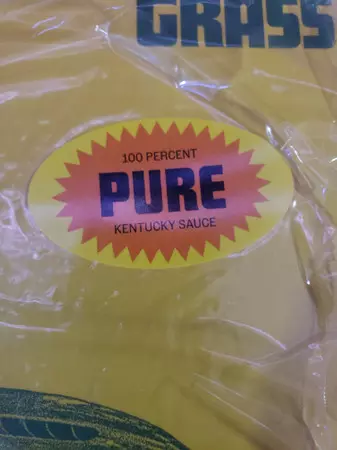 GRASS
100 PERCENT
PURE
KENTUCKY SAUCE